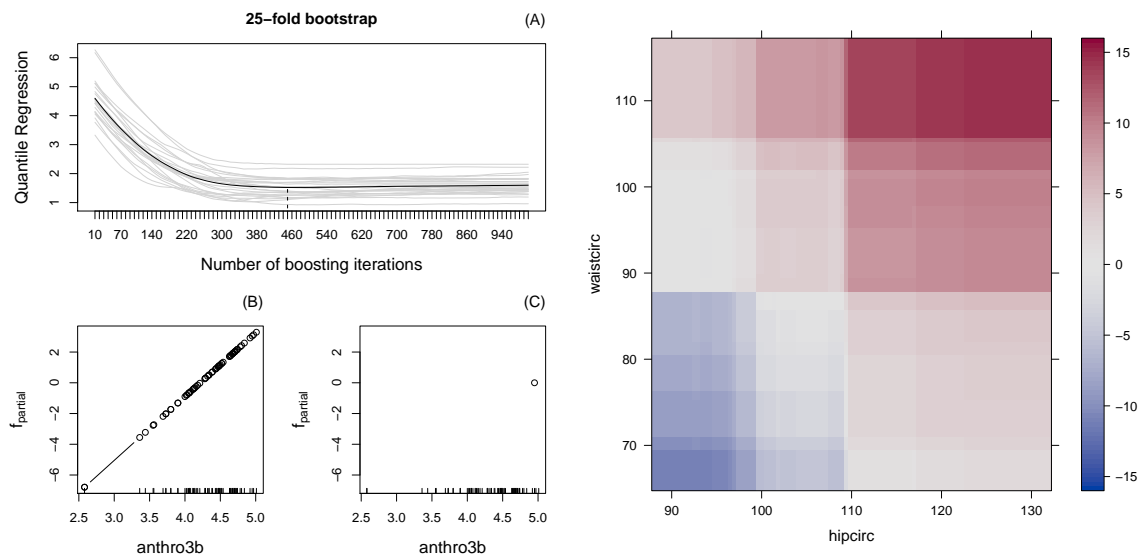 25−fold bootstrap
(A)
Quantile Regression
6
5
4
3
2
1
10 70 140 220 300 380 460 540 620 700 780 860 940
Number of boosting iterations
(B)
fpartial
2
0
−2
−4
−6
2.5 3.0 3.5 4.0 4.5 5.0
anthro3b
(C)
fpartial
2
0
−2
−4
−6
2.5 3.0 3.5 4.0 4.5 5.0
anthro3b
waistcirc
110
100
90
80
70
90 100 110 120 130
hipcirc
15
10
5
0
−5
−10
−15